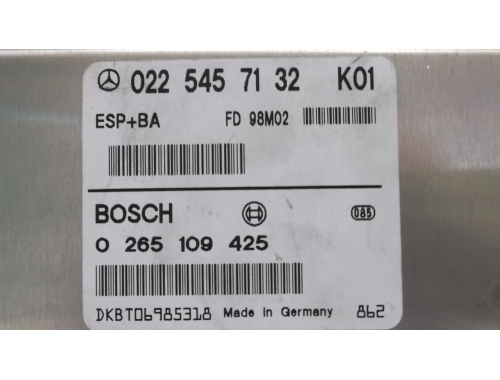 022 545 71 32 K01
ESP+BA FD 98M02
BOSCH 085
0 265 109 425
DKBT06985318 Made In Germany 862